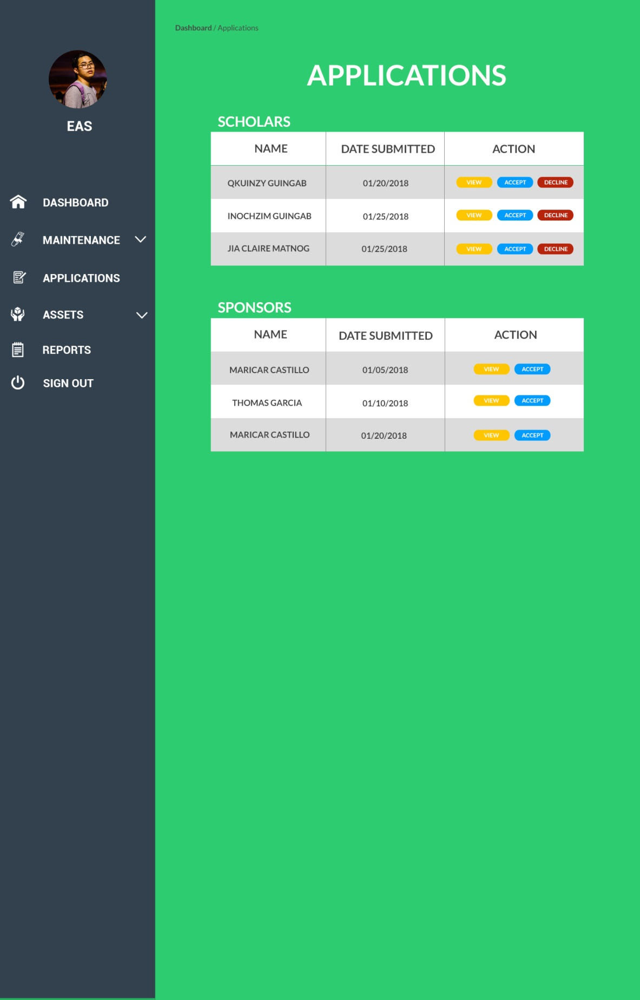 Dashboard / Applications
APPLICATIONS
EAS
DASHBOARD
MAINTENANCE
APPLICATIONS
ASSETS
REPORTS
SIGN OUT
SCHOLARS
NAME DATE SUBMITTED ACTION
QKUINZY GUINGAB 01/20/2018 VIEW ACCEPT DECLINE
INOCHZIM GUINGAB 01/25/2018 VIEW ACCEPT DECLINE
JIA CLAIRE MATNOG 01/25/2018 VIEW ACCEPT DECLINE
SPONSORS
NAME DATE SUBMITTED ACTION
MARICAR CASTILLO 01/05/2018 VIEW ACCEPT
THOMAS GARCIA 01/10/2018 VIEW ACCEPT
MARICAR CASTILLO 01/20/2018 VIEW ACCEPT